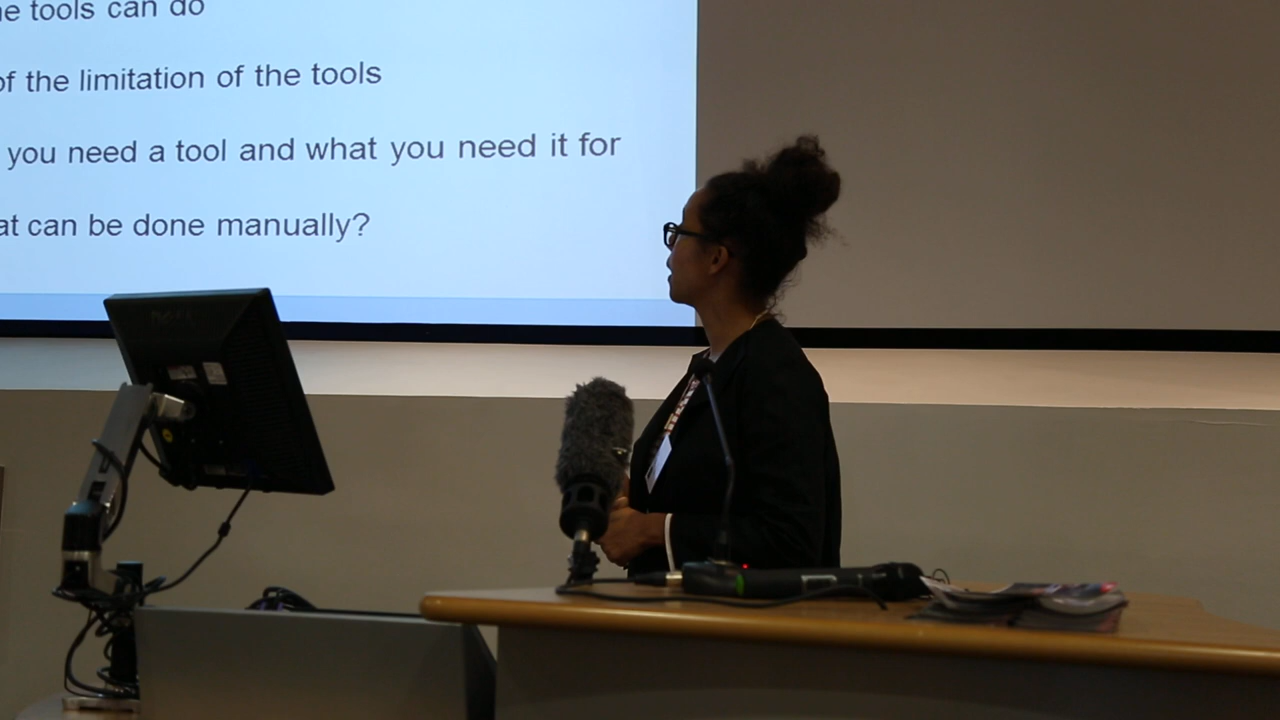 e tools can do
of the limitation of the tools
you need a tool and what you need it for
at can be done manually?